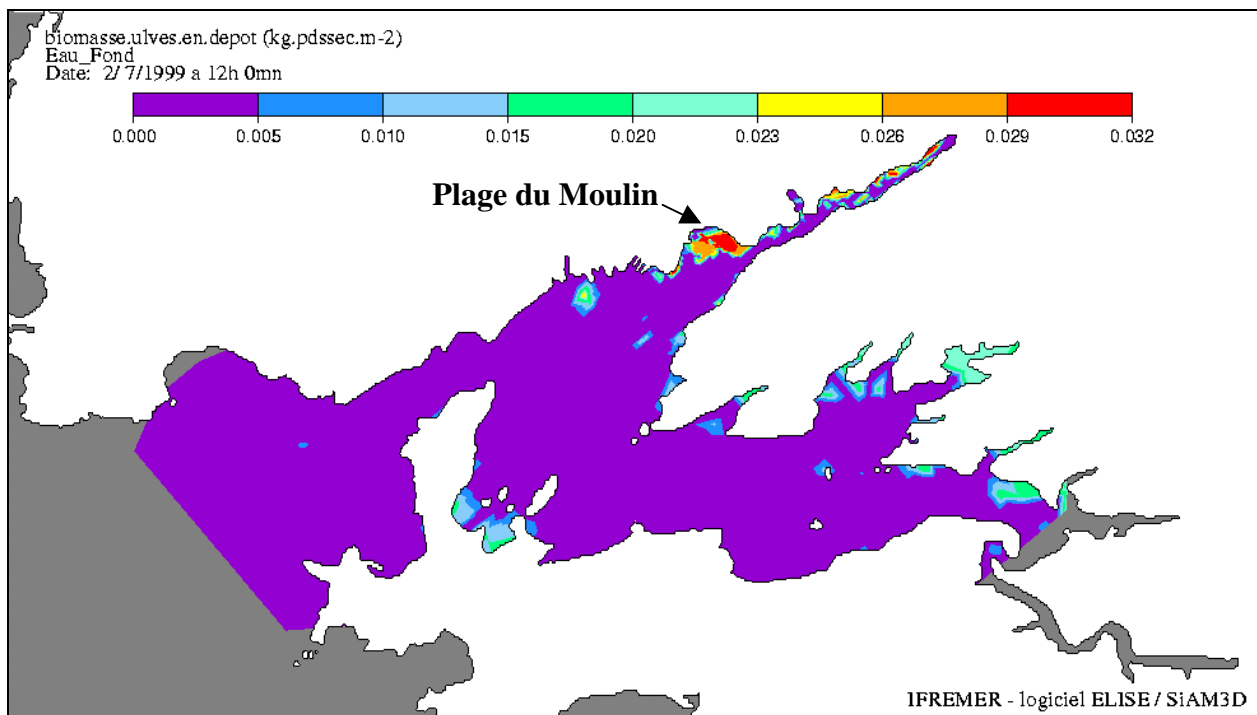 biomasse.ulves.en.depot (kg.pdssec.m-2)
Eau_Fond
Date: 2/ 7/1999 a 12h 0mn
0.000 0.005 0.010 0.015 0.020 0.023 0.026 0.029 0.032
Plage du Moulin
IFREMER - logiciel ELISE / SiAM3D